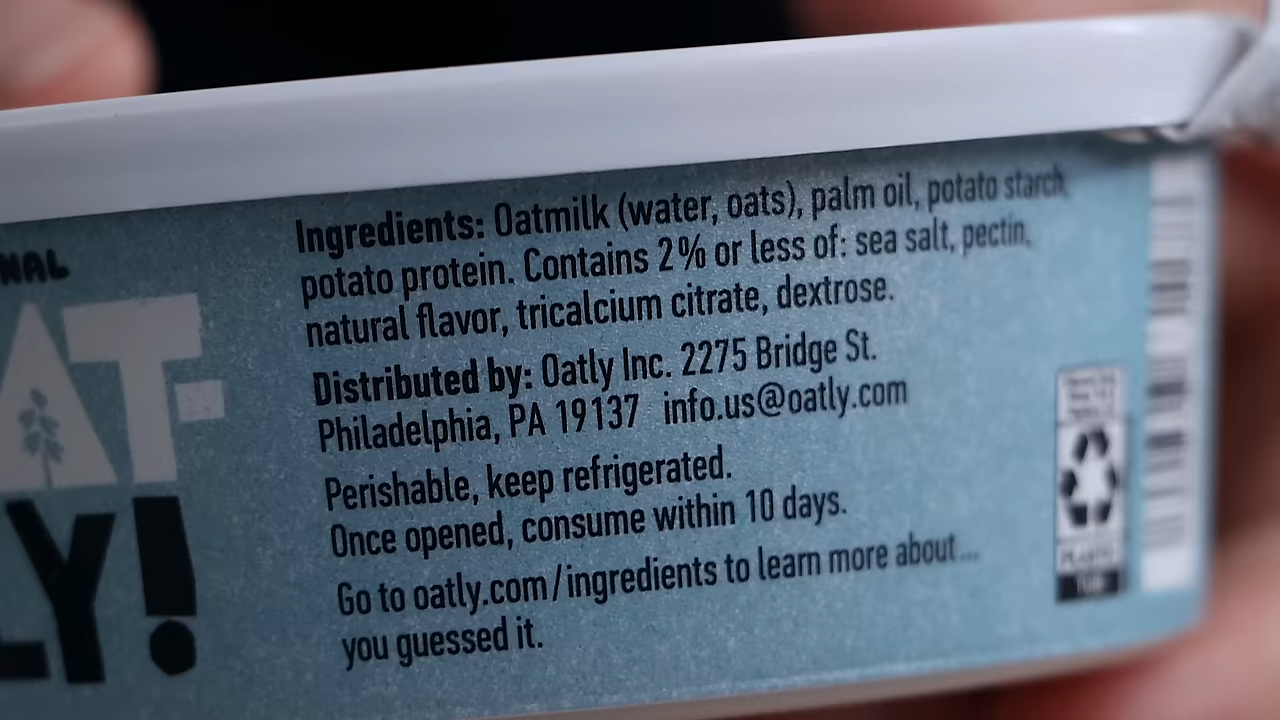 NAL
AT-
LY!
Ingredients: Oatmilk (water, oats), palm oil, potato starch,
potato protein. Contains 2% or less of: sea salt, pectin,
natural flavor, tricalcium citrate, dextrose.
Distributed by: Oatly Inc. 2275 Bridge St.
Philadelphia, PA 19137 info.us@oatly.com
Perishable, keep refrigerated.
Once opened, consume within 10 days.
Go to oatly.com/ingredients to learn more about...
you guessed it.